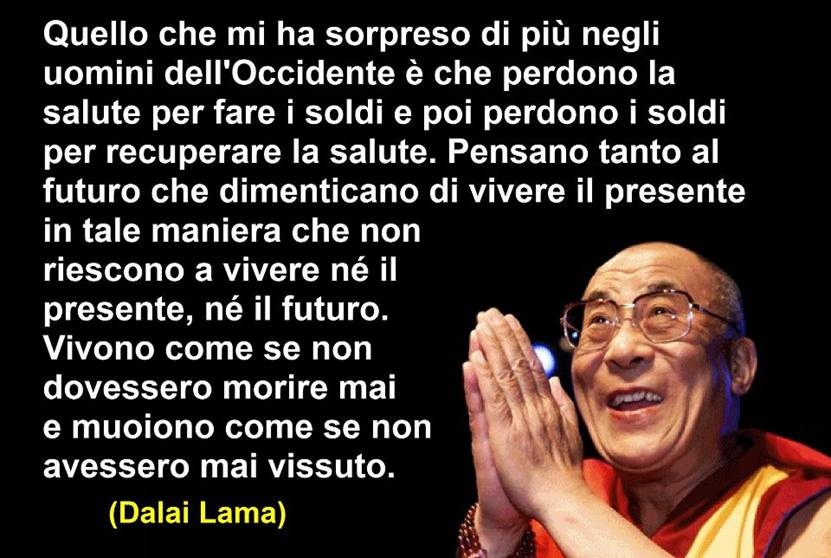 Quello che mi ha sorpreso di più negli
uomini dell'Occidente è che perdono la
salute per fare i soldi e poi perdono i soldi
per recuperare la salute. Pensano tanto al
futuro che dimenticano di vivere il presente
in tale maniera che non
riescono a vivere né il
presente, né il futuro.
Vivono come se non
dovessero morire mai
e muoiono come se non
avessero mai vissuto.
(Dalai Lama)